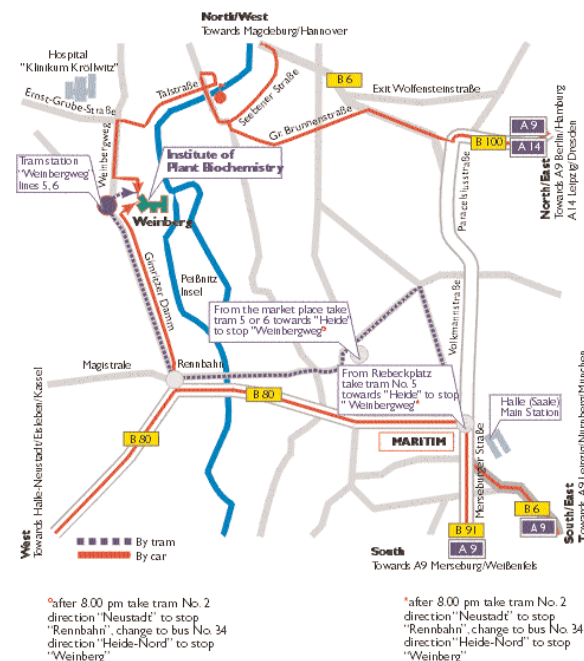 North/West
Towards Magdeburg/Hannover
Hospital
"Klinikum Kröllwitz"
Ernst-Grube-Straße
Talstraße
Seebener Straße
B 6
Exit Wolfensteinstraße
Gr. Brunnenstraße
B 100
A 9
A 14
North/East
Towards A9 Berlin/Hamburg
A 14 Leipzig/Dresden
Tram station
"Weinbergweg"
lines 5, 6
Weinbergweg
Institute of
Plant Biochemistry
Weinberg
Paracelsusstraße
Gimritzer Damm
Peißnitz
Insel
From the market place take
tram 5 or 6 towards "Heide"
to stop "Weinbergweg"°
Volkmannstraße
Magistrale
Rennbahn
From Riebeckplatz
take tram No. 5
towards "Heide" to stop
"Weinbergweg"*
Halle (Saale)
Main Station
B 80
B 80
MARITIM
Merseburger Straße
B 6
A 9
South/East
Towards A9 Leipzig/Nürnberg/München
B 91
A 9
South
Towards A9 Merseburg/Weißenfels
West
Towards Halle-Neustadt/Eisleben/Kassel
By tram
By car
°after 8.00 pm take tram No. 2
direction "Neustadt" to stop
"Rennbahn", change to bus No. 34
direction "Heide-Nord" to stop
"Weinberg"
*after 8.00 pm take tram No. 2
direction "Neustadt" to stop
"Rennbahn", change to bus No. 34
direction "Heide-Nord" to stop
"Weinberg"